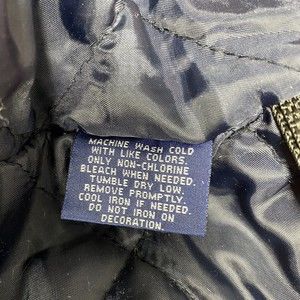 MACHINE WASH COLD
WITH LIKE COLORS.
ONLY NON-CHLORINE
BLEACH WHEN NEEDED.
TUMBLE DRY LOW.
REMOVE PROMPTLY.
COOL IRON IF NEEDED.
DO NOT IRON ON
DECORATION.